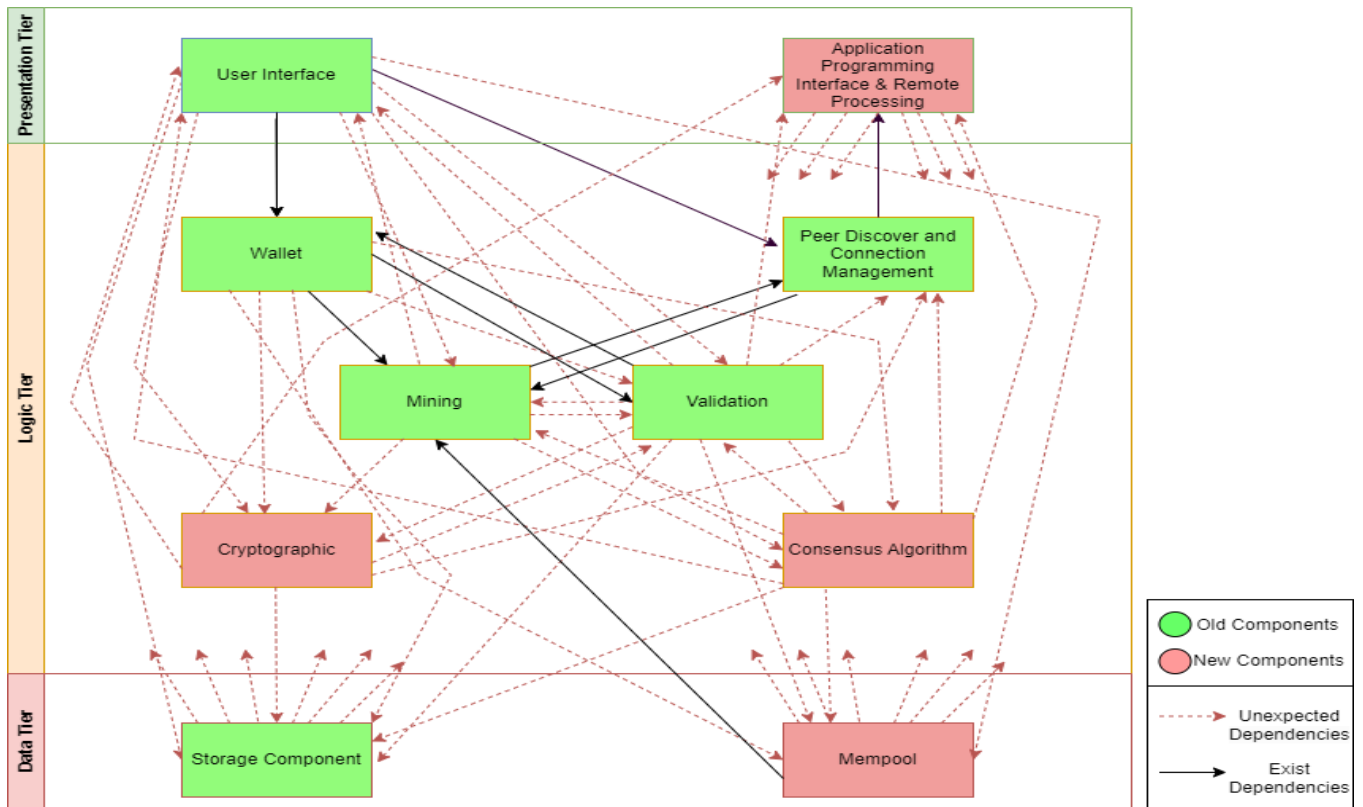 Presentation Tier
User Interface
Application
Programming
Interface & Remote
Processing
Logic Tier
Wallet
Peer Discover and
Connection
Management
Mining
Validation
Cryptographic
Consensus Algorithm
Data Tier
Storage Component
Mempool
Old Components
New Components
Unexpected
Dependencies
Exist
Dependencies